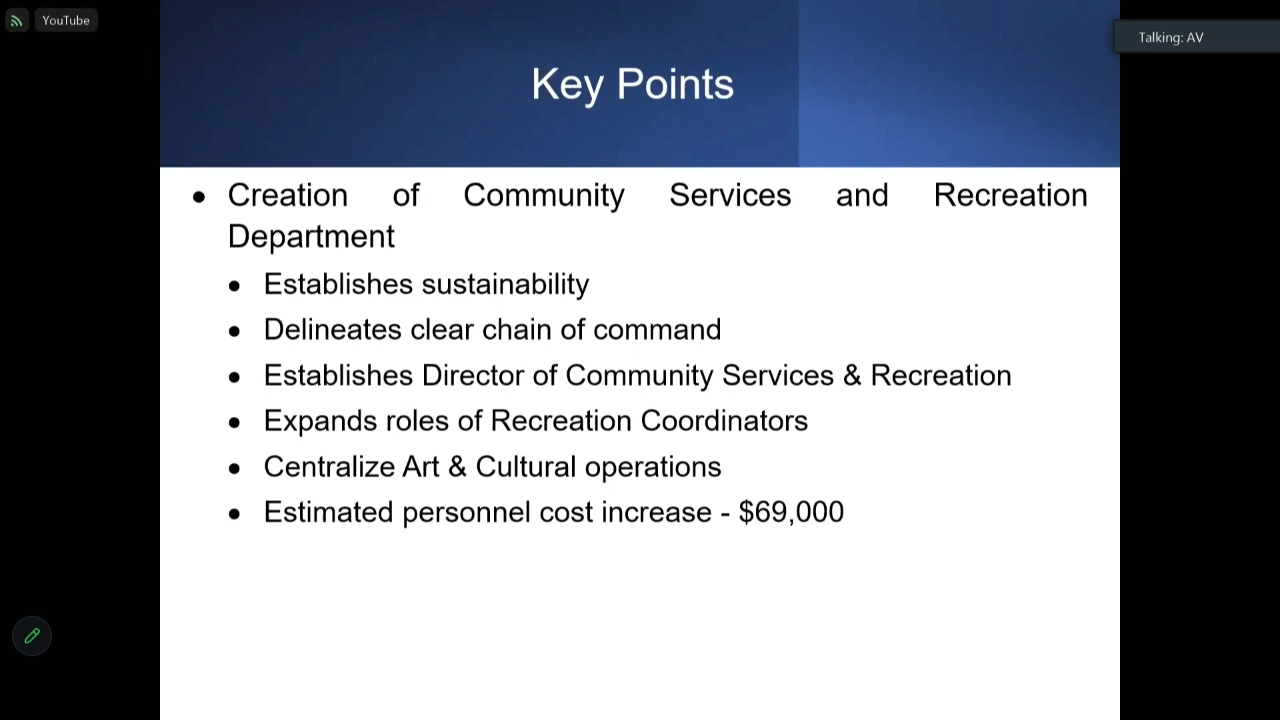 YouTube
Talking: AV
Key Points
• Creation of Community Services and Recreation
Department
• Establishes sustainability
• Delineates clear chain of command
• Establishes Director of Community Services & Recreation
• Expands roles of Recreation Coordinators
• Centralize Art & Cultural operations
• Estimated personnel cost increase - $69,000